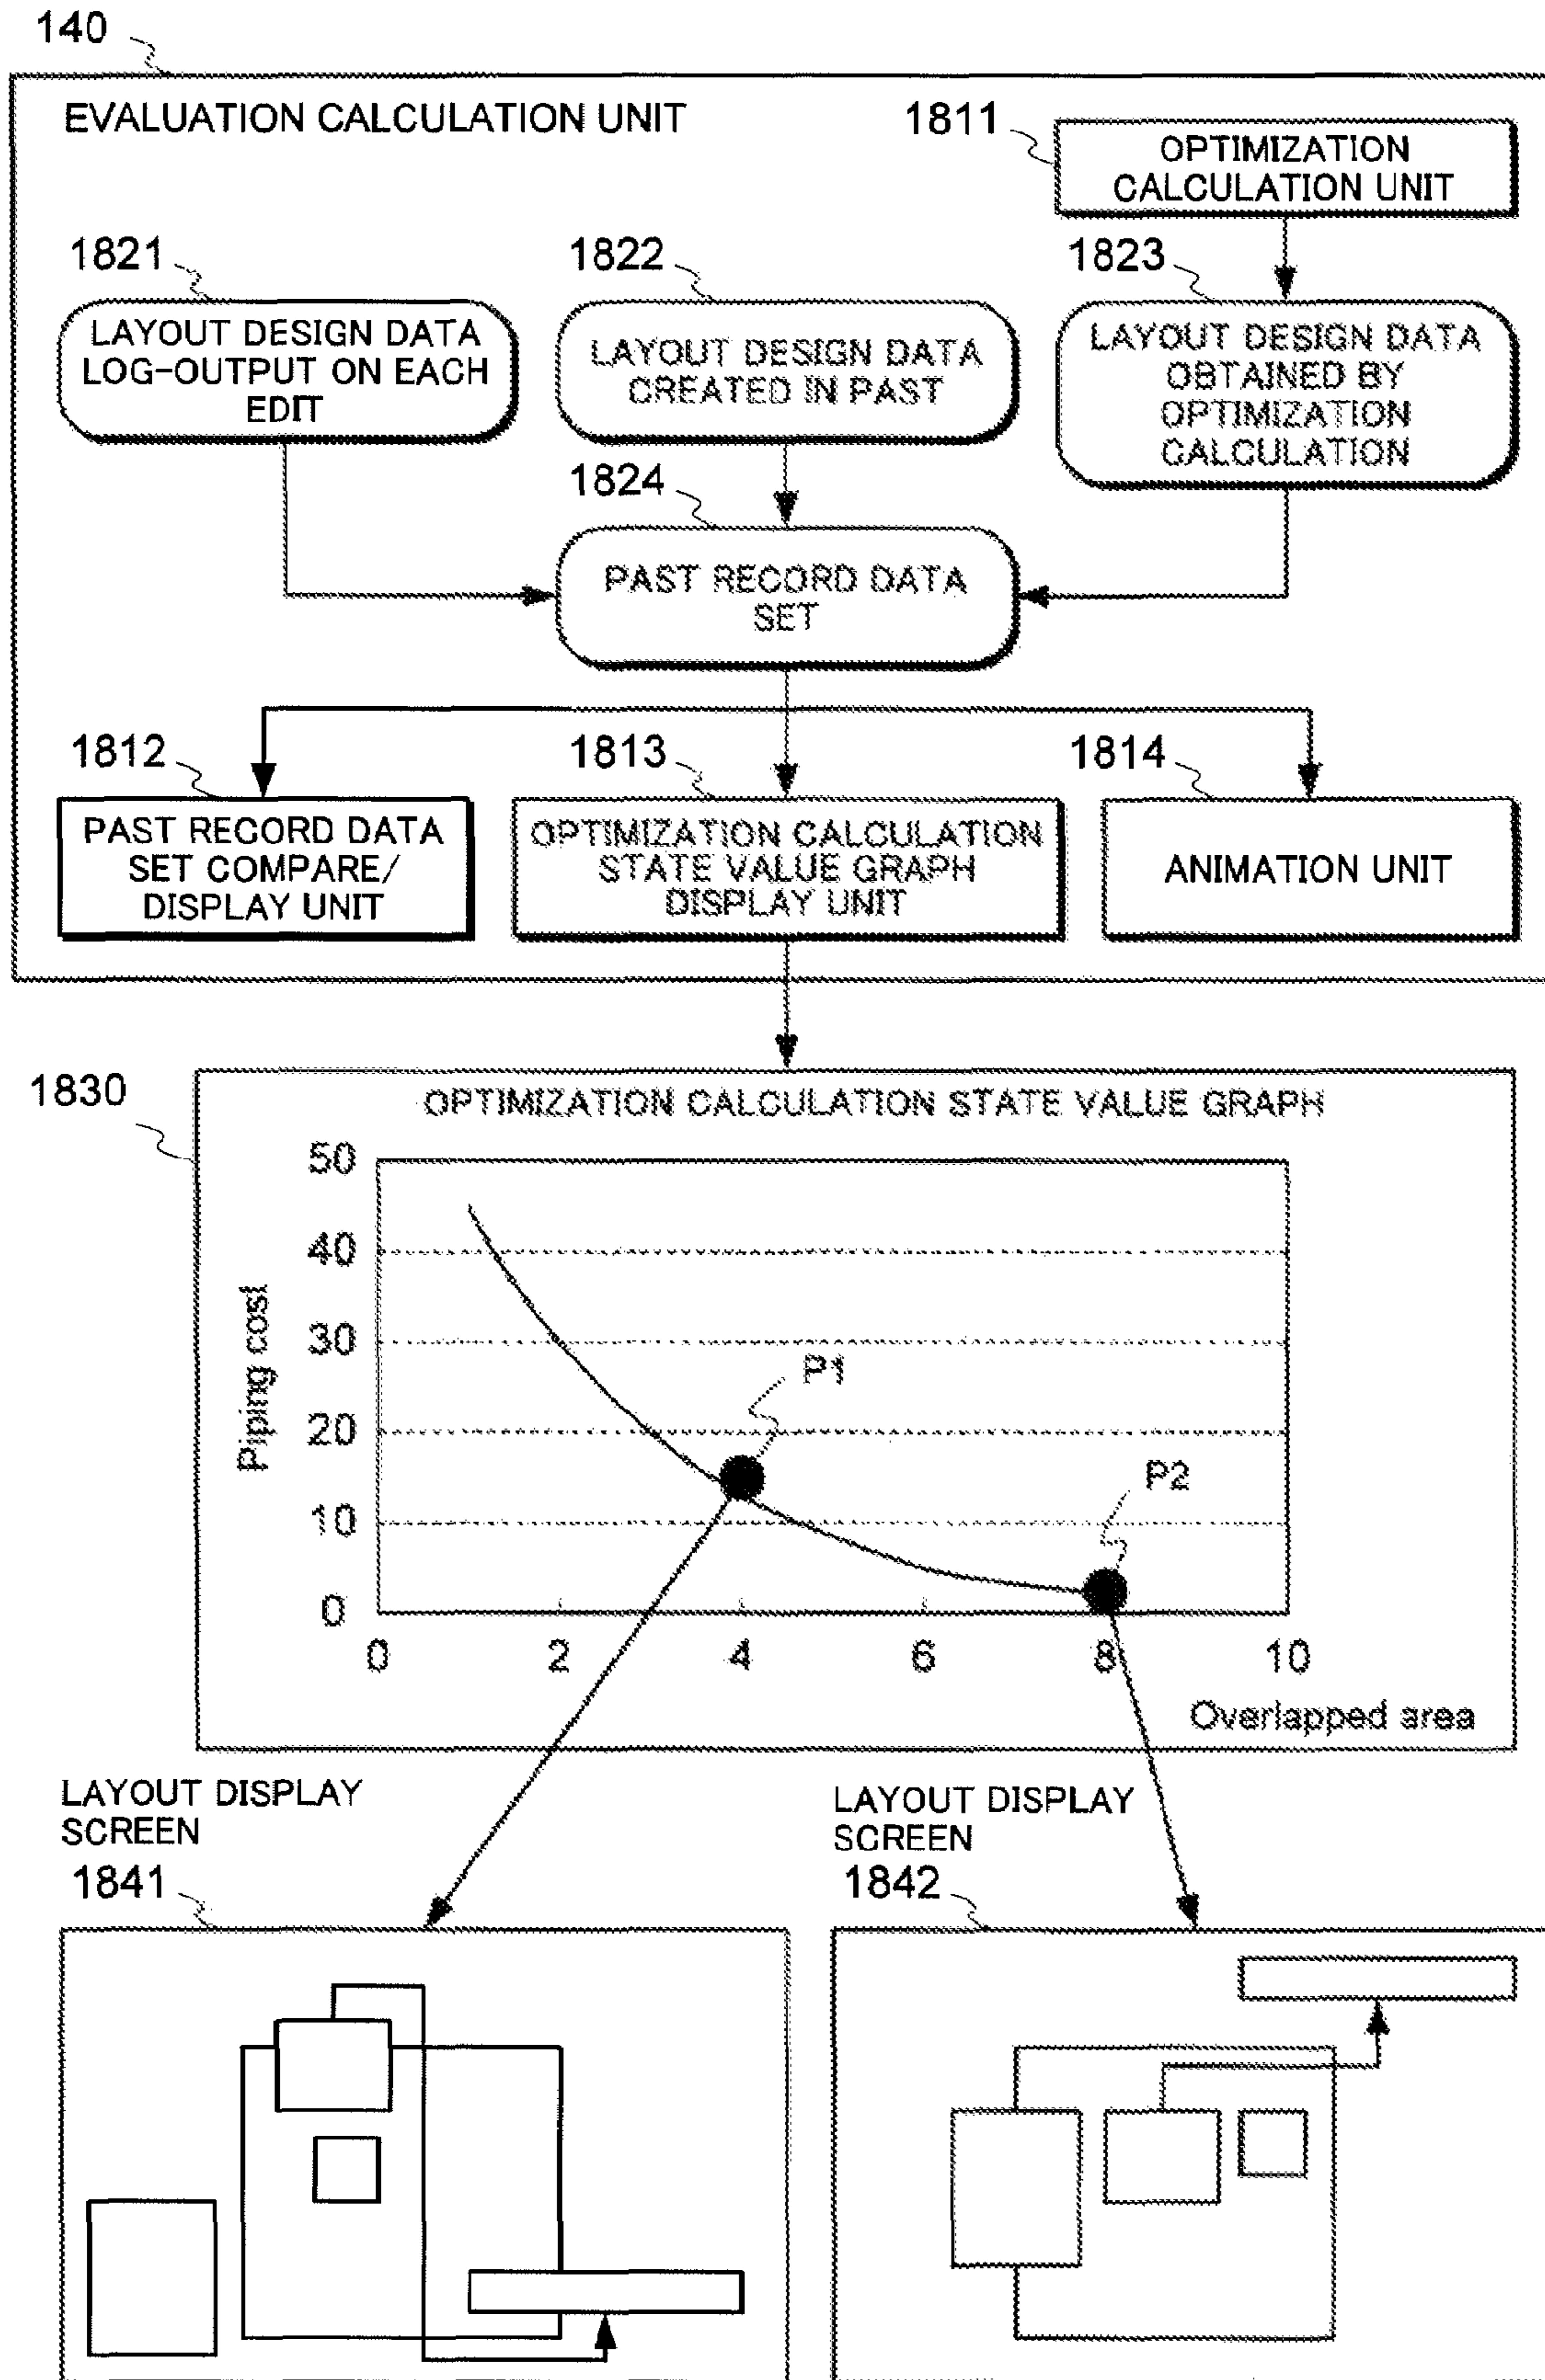 140
EVALUATION CALCULATION UNIT
1811
OPTIMIZATION
CALCULATION UNIT
1821
LAYOUT DESIGN DATA
LOG-OUTPUT ON EACH
EDIT
1822
LAYOUT DESIGN DATA
CREATED IN PAST
1823
LAYOUT DESIGN DATA
OBTAINED BY
OPTIMIZATION
CALCULATION
1824
PAST RECORD DATA
SET
1812
PAST RECORD DATA
SET COMPARE/
DISPLAY UNIT
1813
OPTIMIZATION CALCULATION
STATE VALUE GRAPH
DISPLAY UNIT
1814
ANIMATION UNIT
1830
OPTIMIZATION CALCULATION STATE VALUE GRAPH
Piping cost
50
40
30
20
10
0
P1
P2
0 2 4 6 8 10
Overlapped area
LAYOUT DISPLAY
SCREEN
1841
LAYOUT DISPLAY
SCREEN
1842